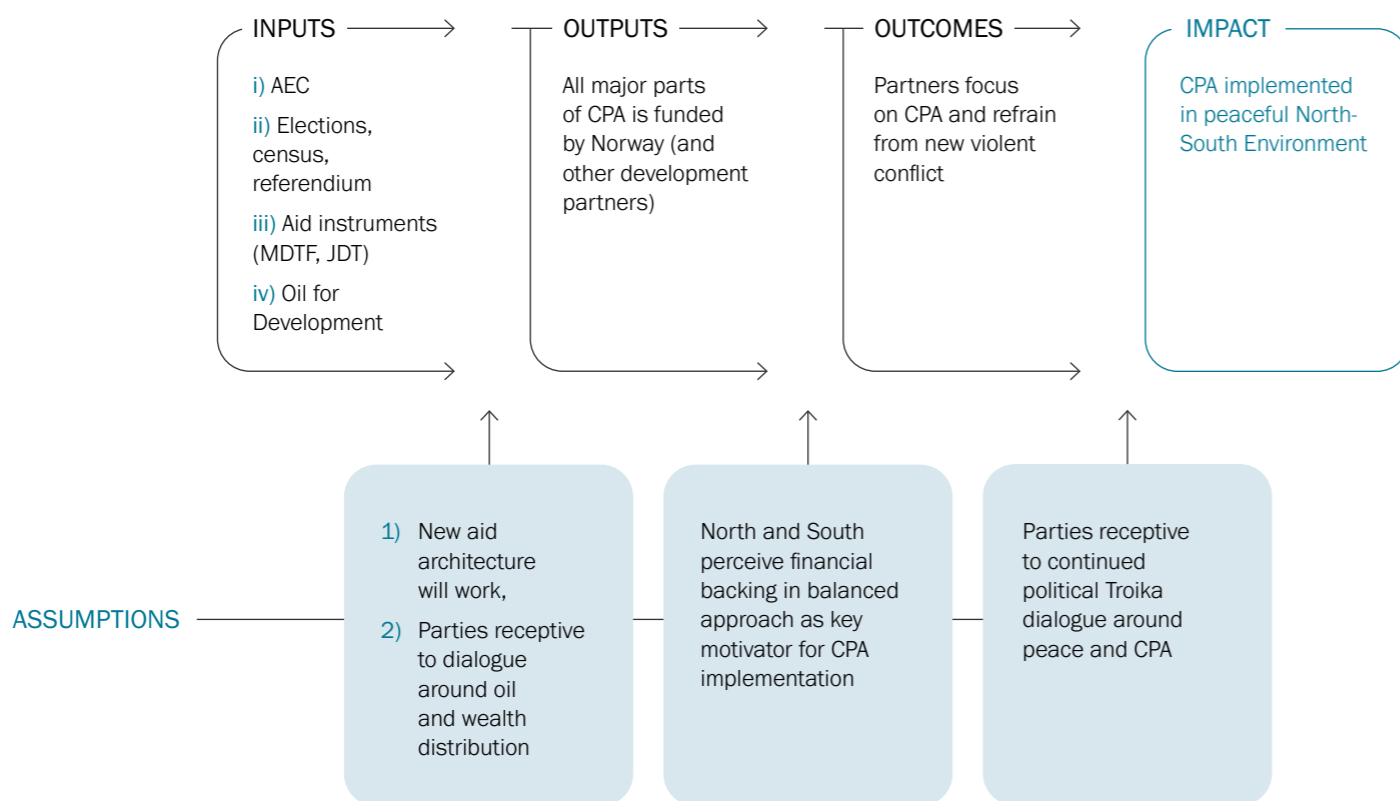 INPUTS
i) AEC
ii) Elections,
census,
referendium
iii) Aid instruments
(MDTF, JDT)
iv) Oil for
Development
OUTPUTS
All major parts
of CPA is funded
by Norway (and
other development
partners)
OUTCOMES
Partners focus
on CPA and refrain
from new violent
conflict
IMPACT
CPA implemented
in peaceful North-
South Environment
ASSUMPTIONS
1) New aid
architecture
will work,
2) Parties receptive
to dialogue
around oil
and wealth
distribution
North and South
perceive financial
backing in balanced
approach as key
motivator for CPA
implementation
Parties receptive
to continued
political Troika
dialogue around
peace and CPA